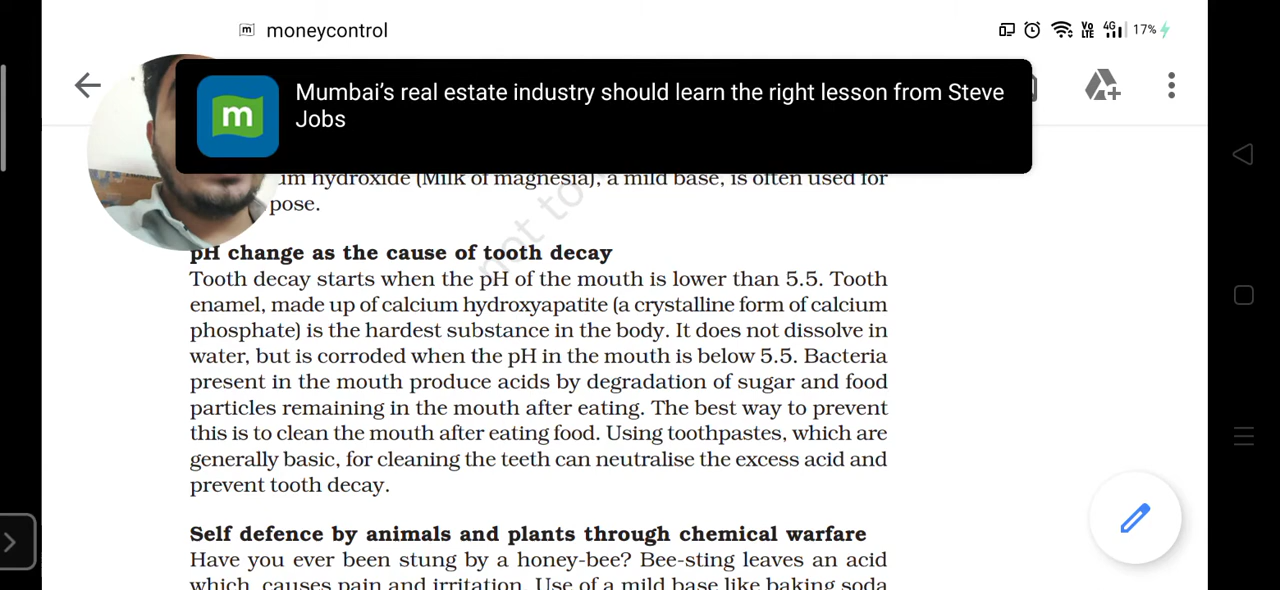 moneycontrol
Vo LTE 4G 17%
m
Mumbai's real estate industry should learn the right lesson from Steve
Jobs
hydroxide (Milk of magnesia), a mild base, is often used for
pose.
not to
pH change as the cause of tooth decay
Tooth decay starts when the pH of the mouth is lower than 5.5. Tooth
enamel, made up of calcium hydroxyapatite (a crystalline form of calcium
phosphate) is the hardest substance in the body. It does not dissolve in
water, but is corroded when the pH in the mouth is below 5.5. Bacteria
present in the mouth produce acids by degradation of sugar and food
particles remaining in the mouth after eating. The best way to prevent
this is to clean the mouth after eating food. Using toothpastes, which are
generally basic, for cleaning the teeth can neutralise the excess acid and
prevent tooth decay.
Self defence by animals and plants through chemical warfare
Have you ever been stung by a honey-bee? Bee-sting leaves an acid
which causes pain and irritation. Use of a mild base like baking soda